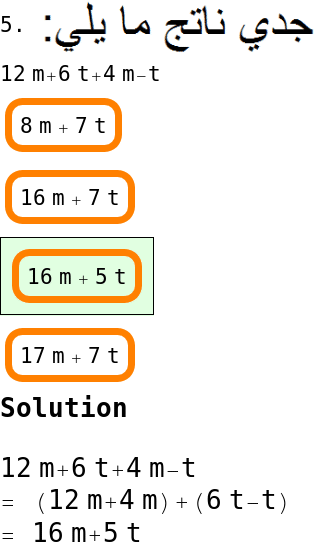 5. جدي ناتج ما يلي:
12 m+6 t+4 m−t
8 m + 7 t
16 m + 7 t
16 m + 5 t
17 m + 7 t
Solution
12 m+6 t+4 m−t
= (12 m+4 m) + (6 t−t)
= 16 m+5 t